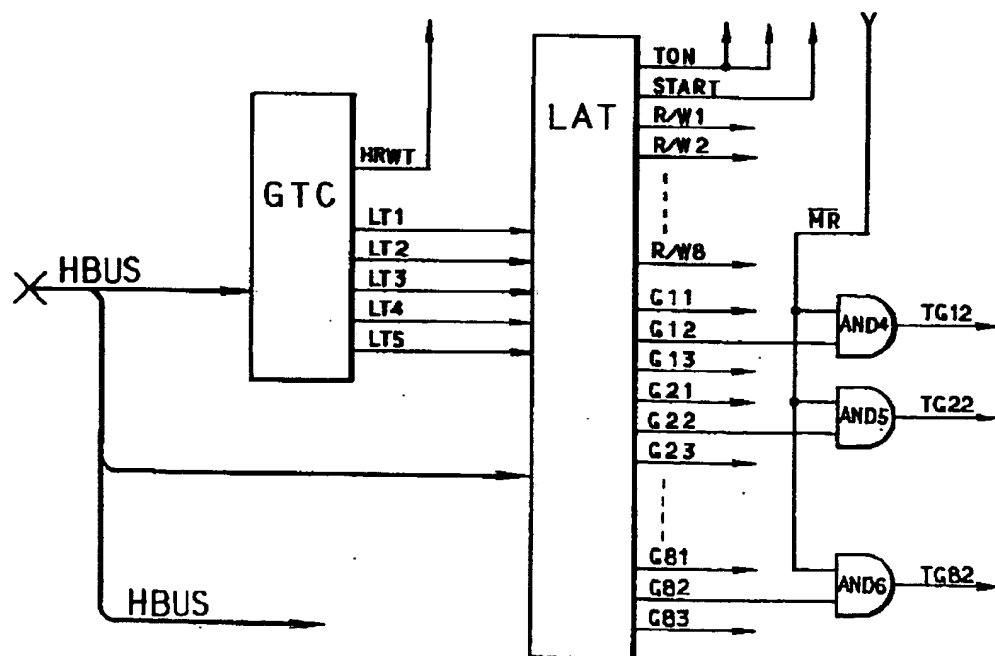 TON
START
LAT
R/W1
R/W2
HRWT
GTC
LT1
M̅R̅
LT2
HBUS
R/W8
LT3
LT4
G11
TG12
AND4
LT5
G12
G13
G21
TG22
AND5
G22
G23
G81
TG82
AND6
G82
HBUS
G83